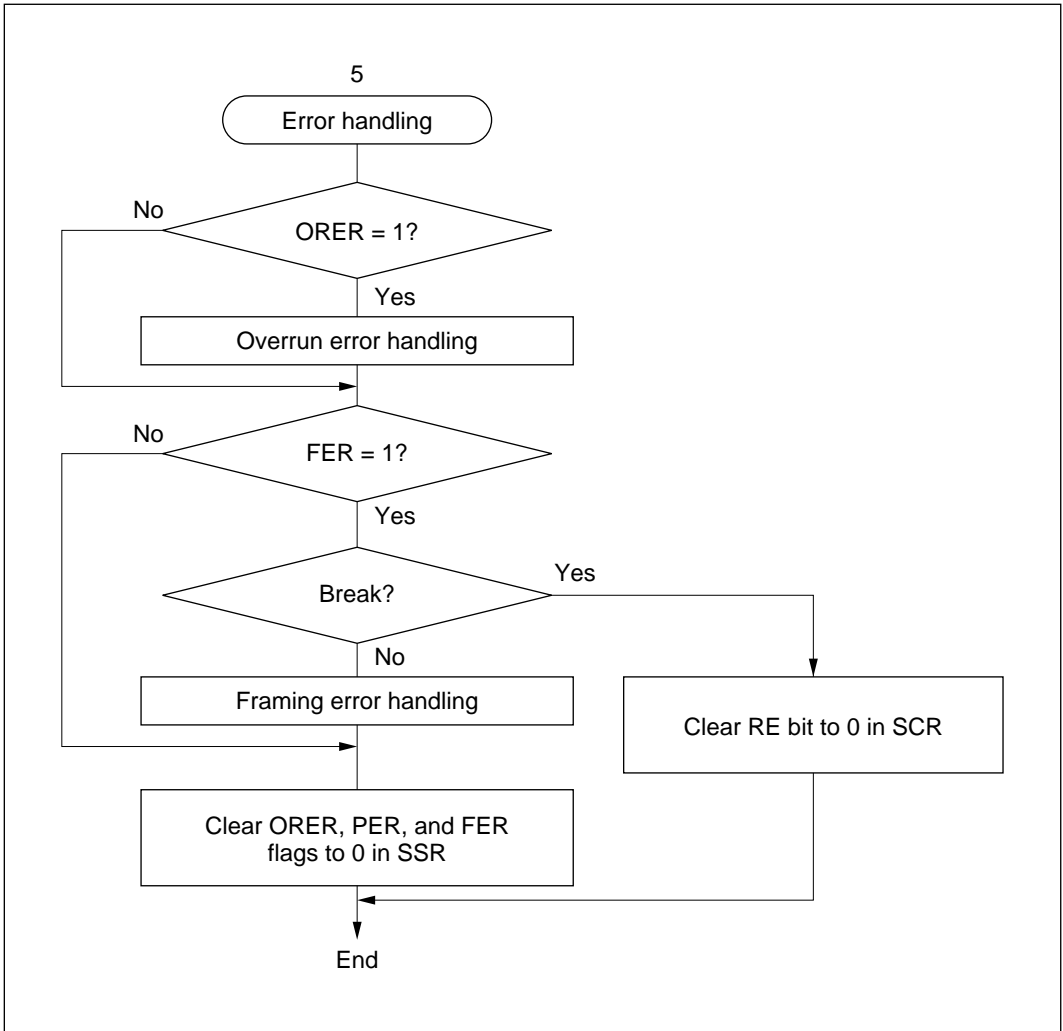 5
Error handling
No
ORER = 1?
Yes
Overrun error handling
No
FER = 1?
Yes
Break?
Yes
No
Framing error handling
Clear RE bit to 0 in SCR
Clear ORER, PER, and FER
flags to 0 in SSR
End